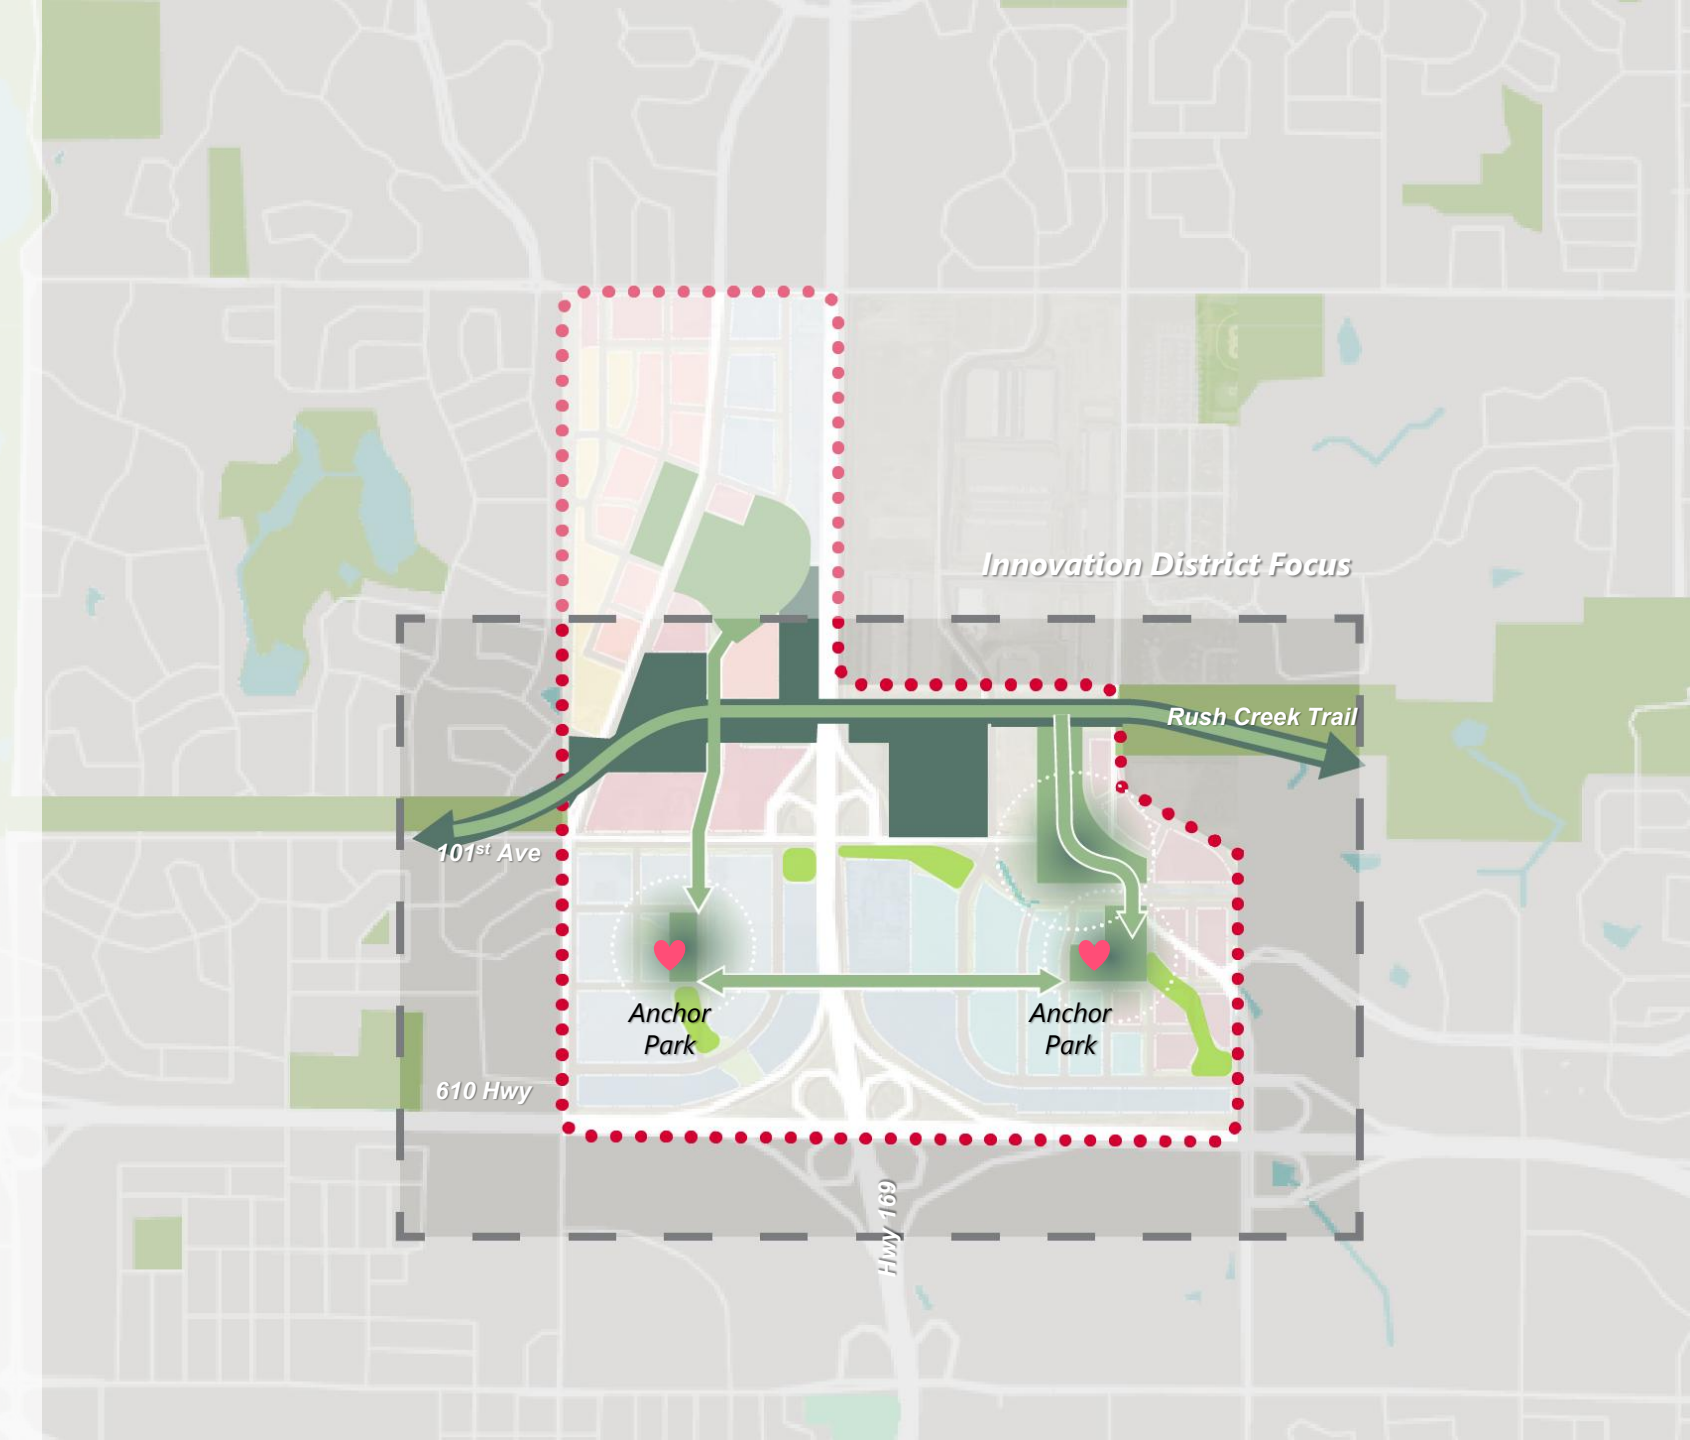 Innovation District Focus
Rush Creek Trail
101st Ave
Anchor
Park
Anchor
Park
610 Hwy
Hwy 169